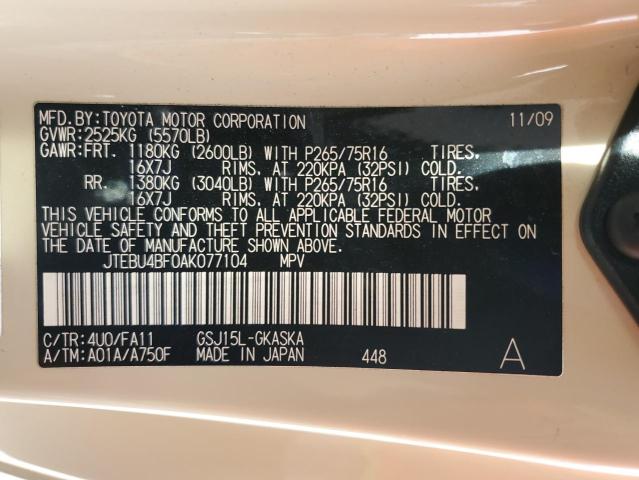 MFD.BY: TOYOTA MOTOR CORPORATION 11/09
GVWR: 2525KG (5570LB)
GAWR: FRT. 1180KG (2600LB) WITH P265/75R16 TIRES,
16X7J RIMS, AT 220KPA (32PSI) COLD.
RR. 1380KG (3040LB) WITH P265/75R16 TIRES,
16X7J RIMS, AT 220KPA (32PSI) COLD.
THIS VEHICLE CONFORMS TO ALL APPLICABLE FEDERAL MOTOR
VEHICLE SAFETY AND THEFT PREVENTION STANDARDS IN EFFECT ON
THE DATE OF MANUFACTURE SHOWN ABOVE.
JTEBU4BF0AK077104 MPV
C/TR: 4U0/FA11 GSJ15L-GKASKA
A/TM: A01A/A750F MADE IN JAPAN 448 A